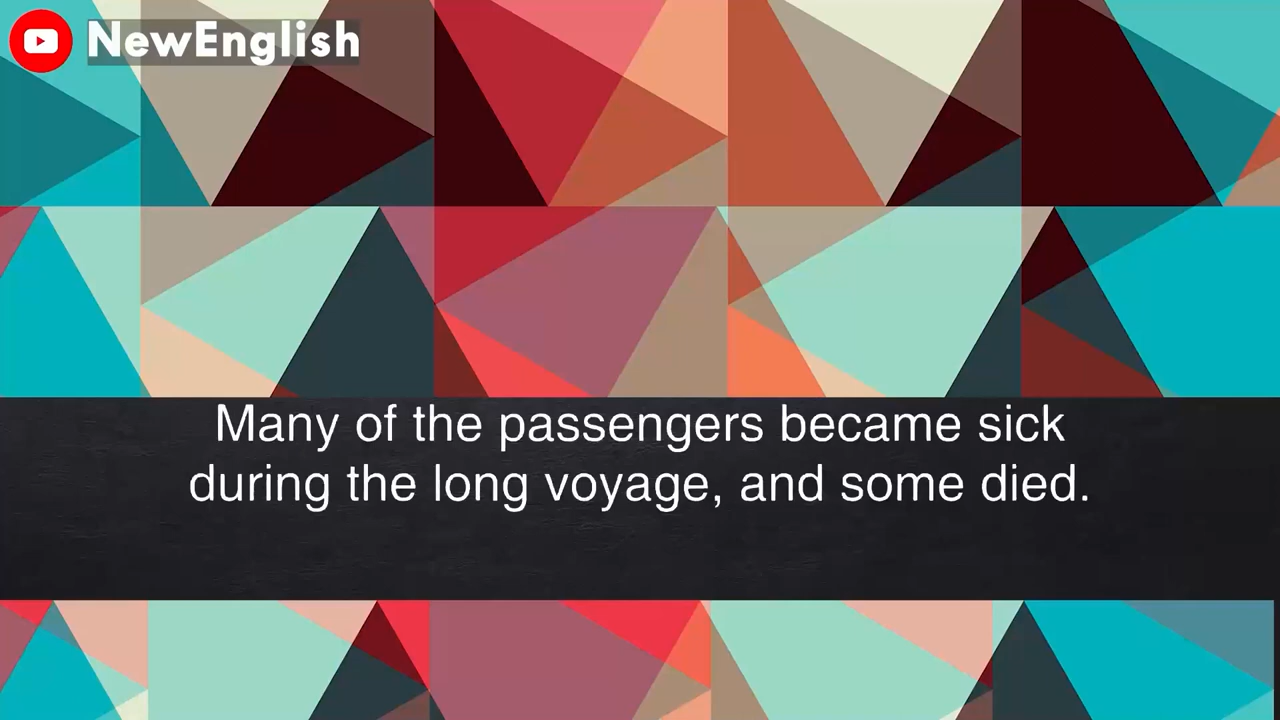 NewEnglish
Many of the passengers became sick
during the long voyage, and some died.